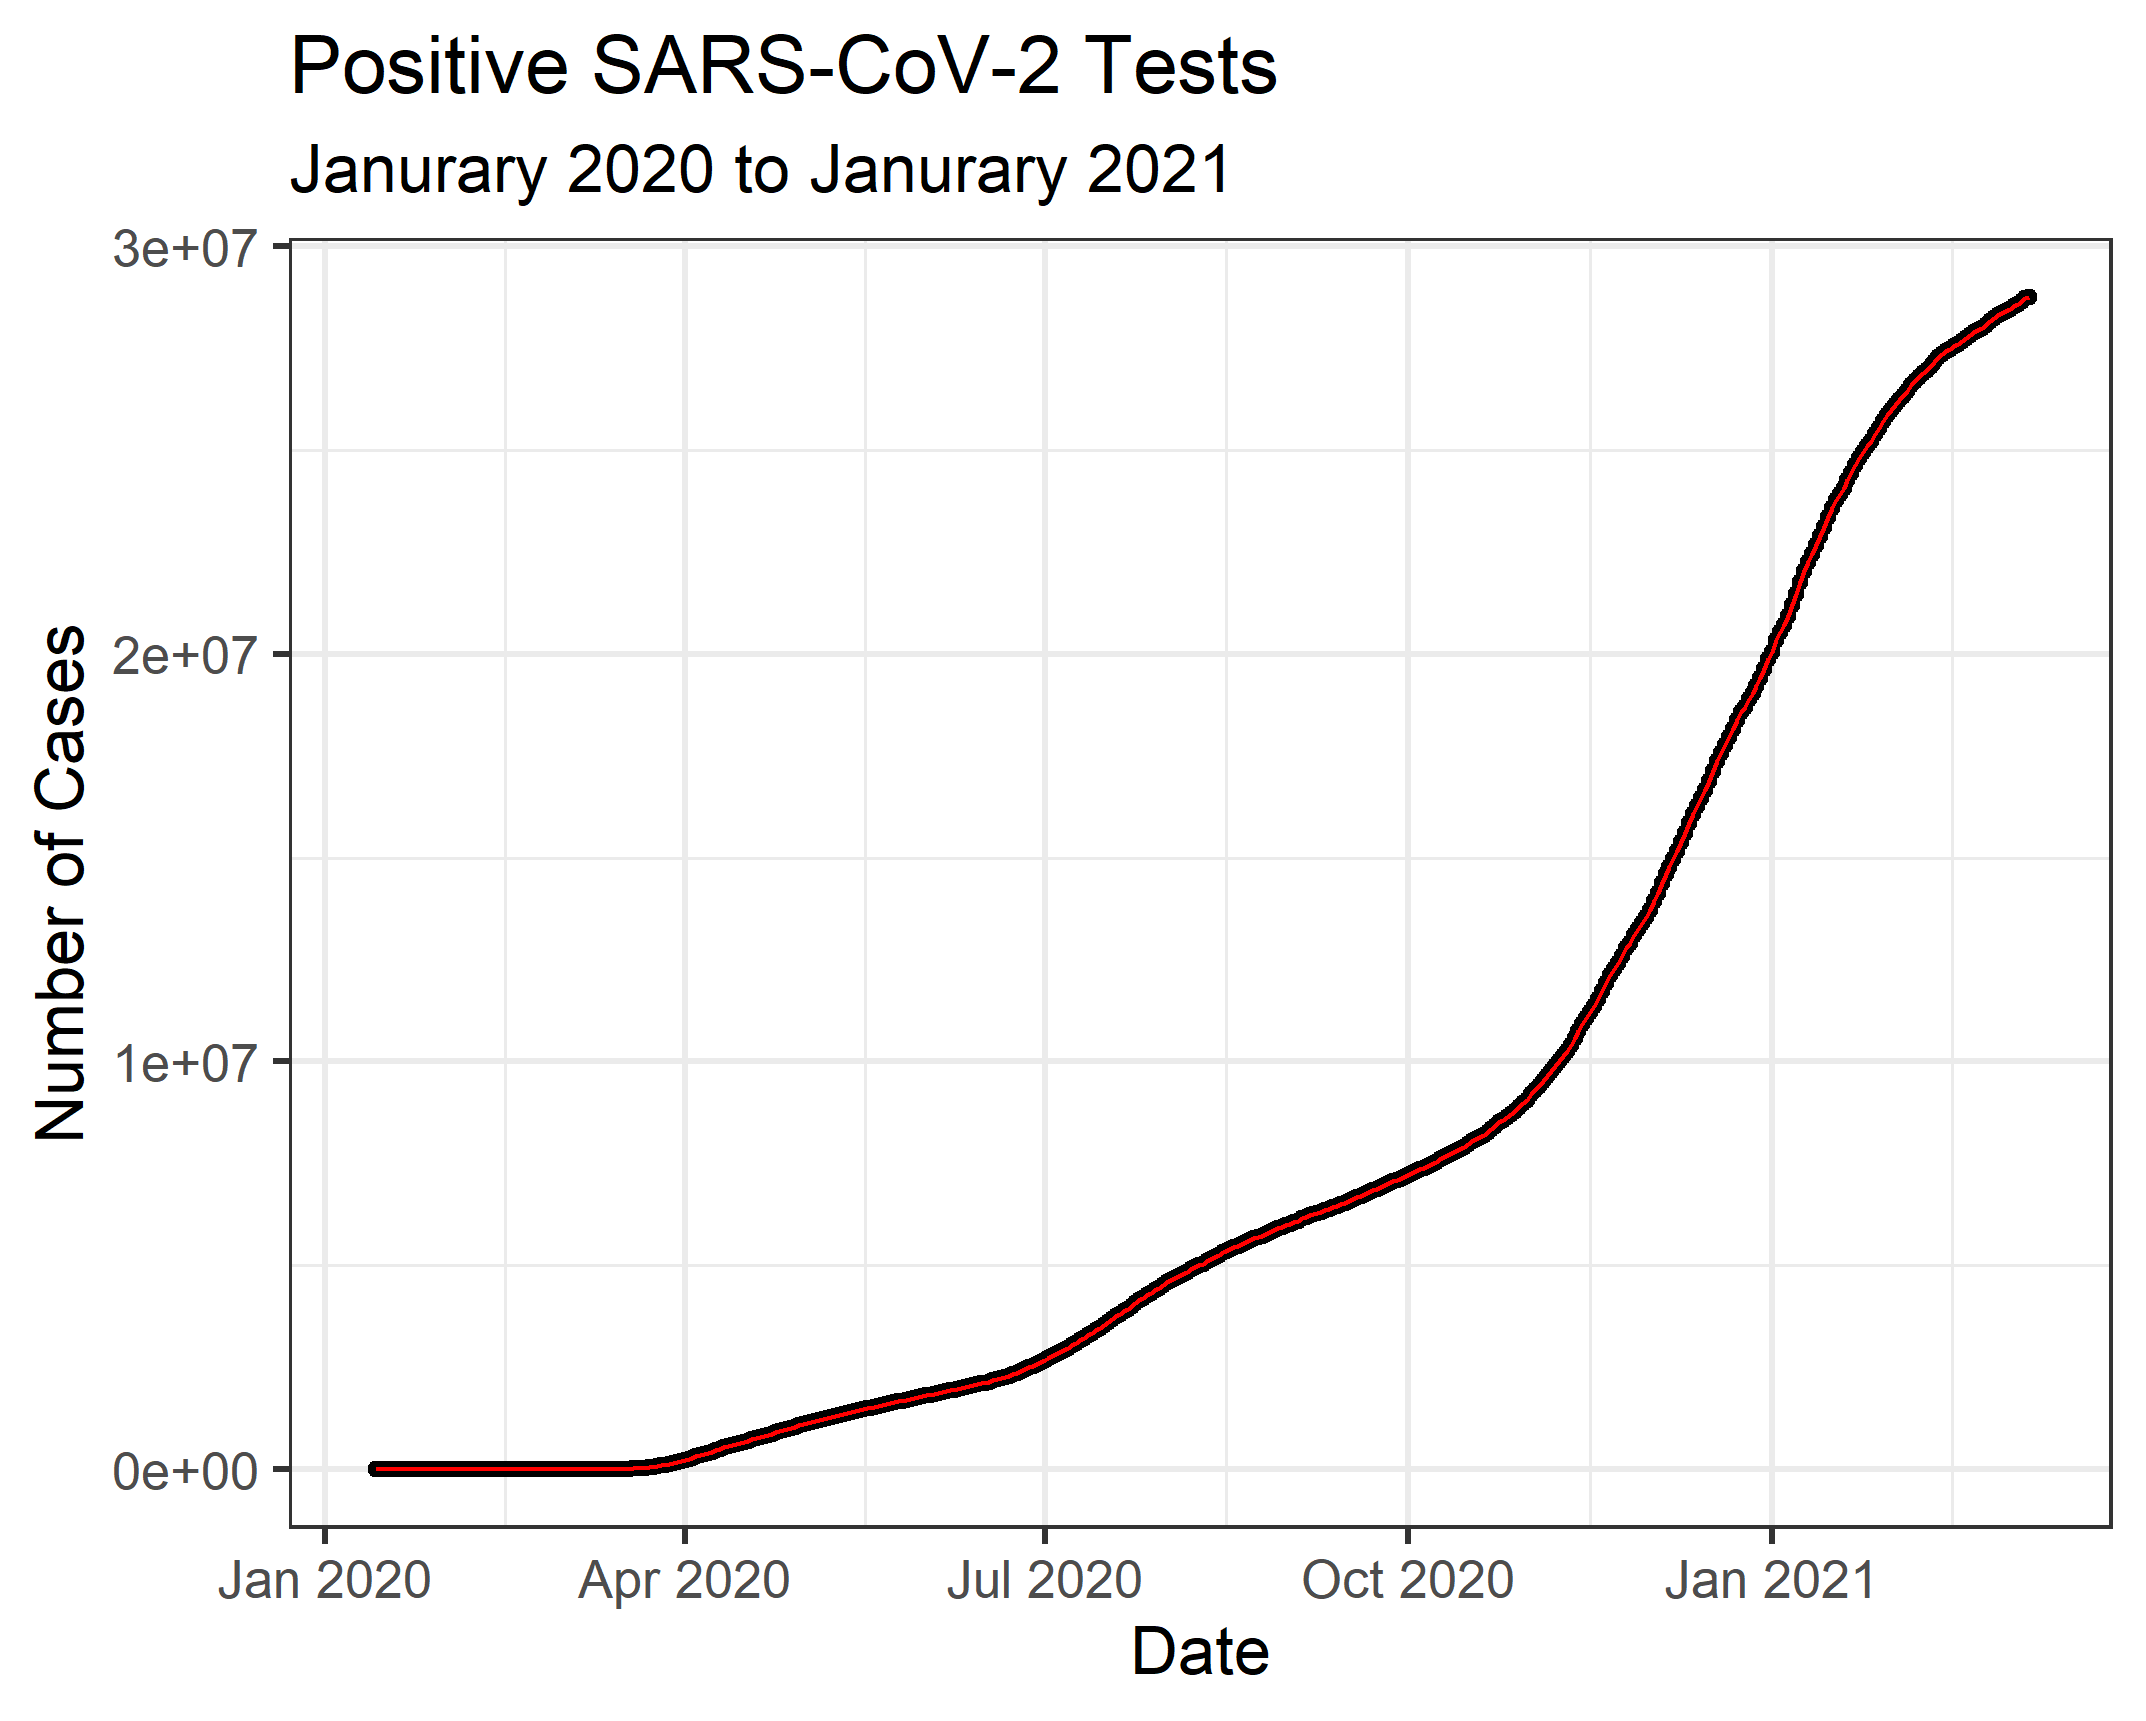 Positive SARS-CoV-2 Tests
Janurary 2020 to Janurary 2021
3e+07
2e+07
1e+07
0e+00
Number of Cases
Jan 2020 Apr 2020 Jul 2020 Oct 2020 Jan 2021
Date